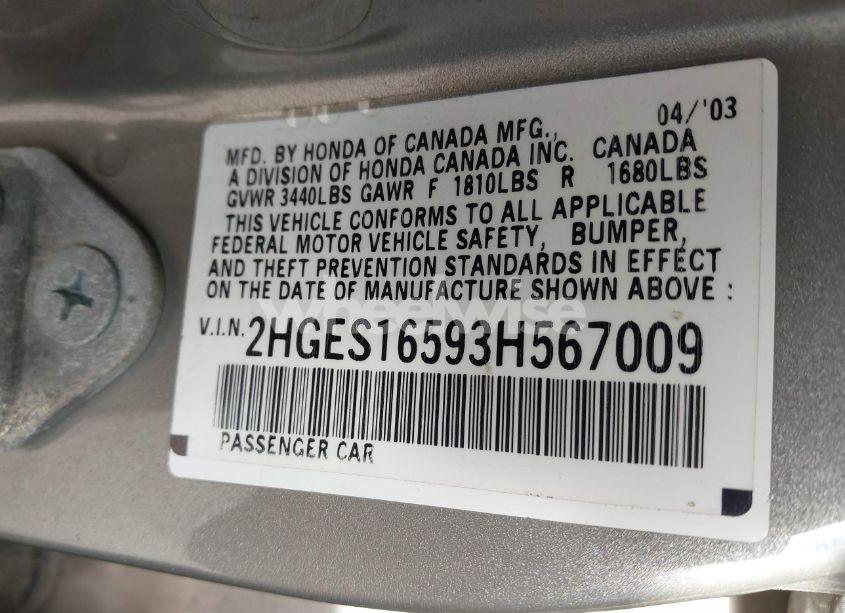 04/'03
MFD. BY HONDA OF CANADA MFG.,
A DIVISION OF HONDA CANADA INC. CANADA
GVWR 3440LBS GAWR F 1810LBS R 1680LBS
THIS VEHICLE CONFORMS TO ALL APPLICABLE
FEDERAL MOTOR VEHICLE SAFETY, BUMPER,
AND THEFT PREVENTION STANDARDS IN EFFECT
ON THE DATE OF MANUFACTURE SHOWN ABOVE :
WheelWise
V.I.N. 2HGES16593H567009
PASSENGER CAR